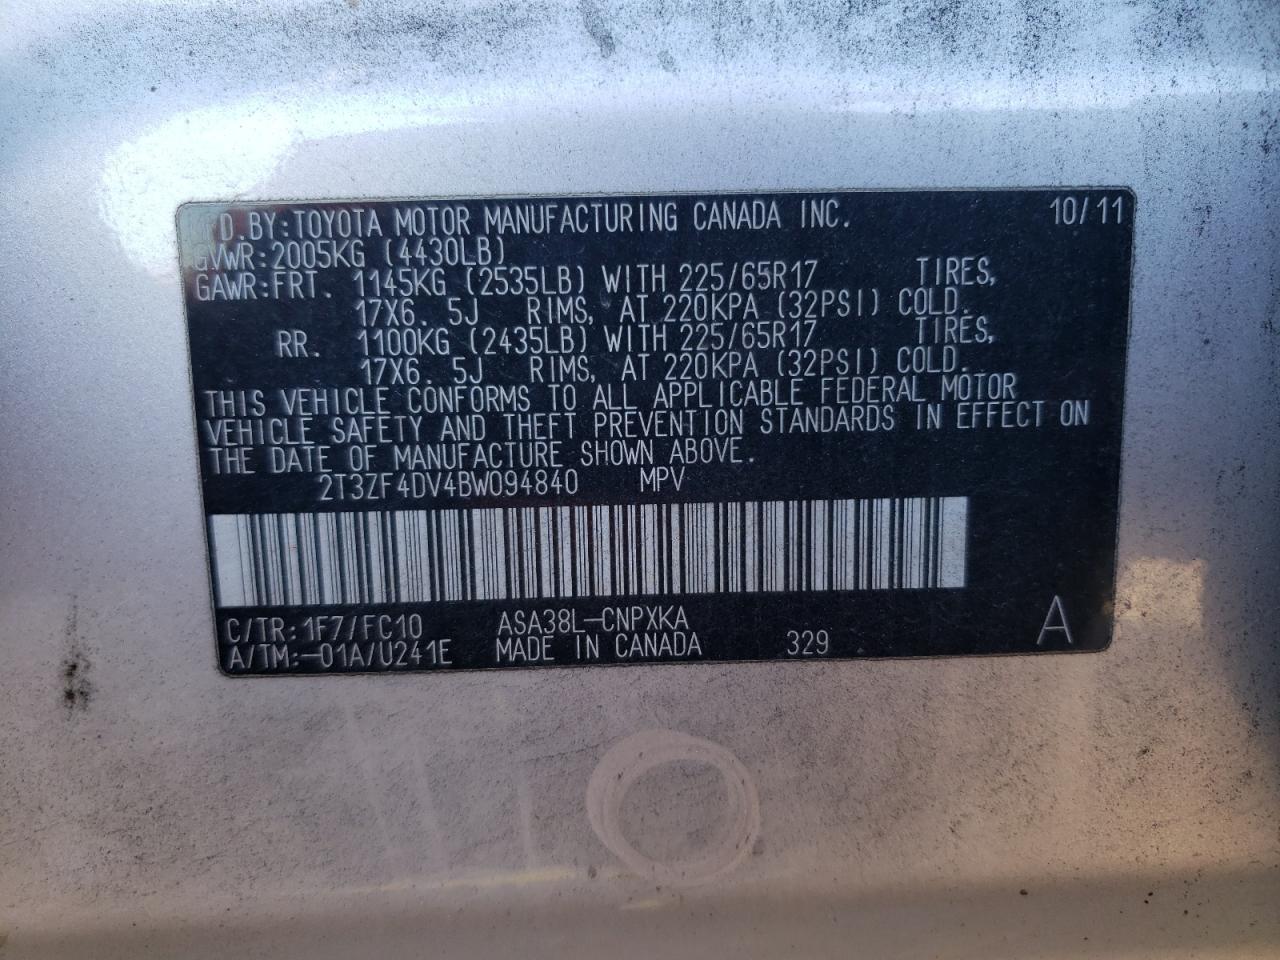 MFD.BY:TOYOTA MOTOR MANUFACTURING CANADA INC. 10/11
GVWR:2005KG (4430LB)
GAWR:FRT. 1145KG (2535LB) WITH 225/65R17 TIRES,
17X6.5J RIMS, AT 220KPA (32PSI) COLD.
RR. 1100KG (2435LB) WITH 225/65R17 TIRES,
17X6.5J RIMS, AT 220KPA (32PSI) COLD.
THIS VEHICLE CONFORMS TO ALL APPLICABLE FEDERAL MOTOR
VEHICLE SAFETY AND THEFT PREVENTION STANDARDS IN EFFECT ON
THE DATE OF MANUFACTURE SHOWN ABOVE.
2T3ZF4DV4BW094840 MPV
C/TR:1F7/FC10 ASA38L-CNPXKA
A/TM:-01A/U241E MADE IN CANADA 329 A